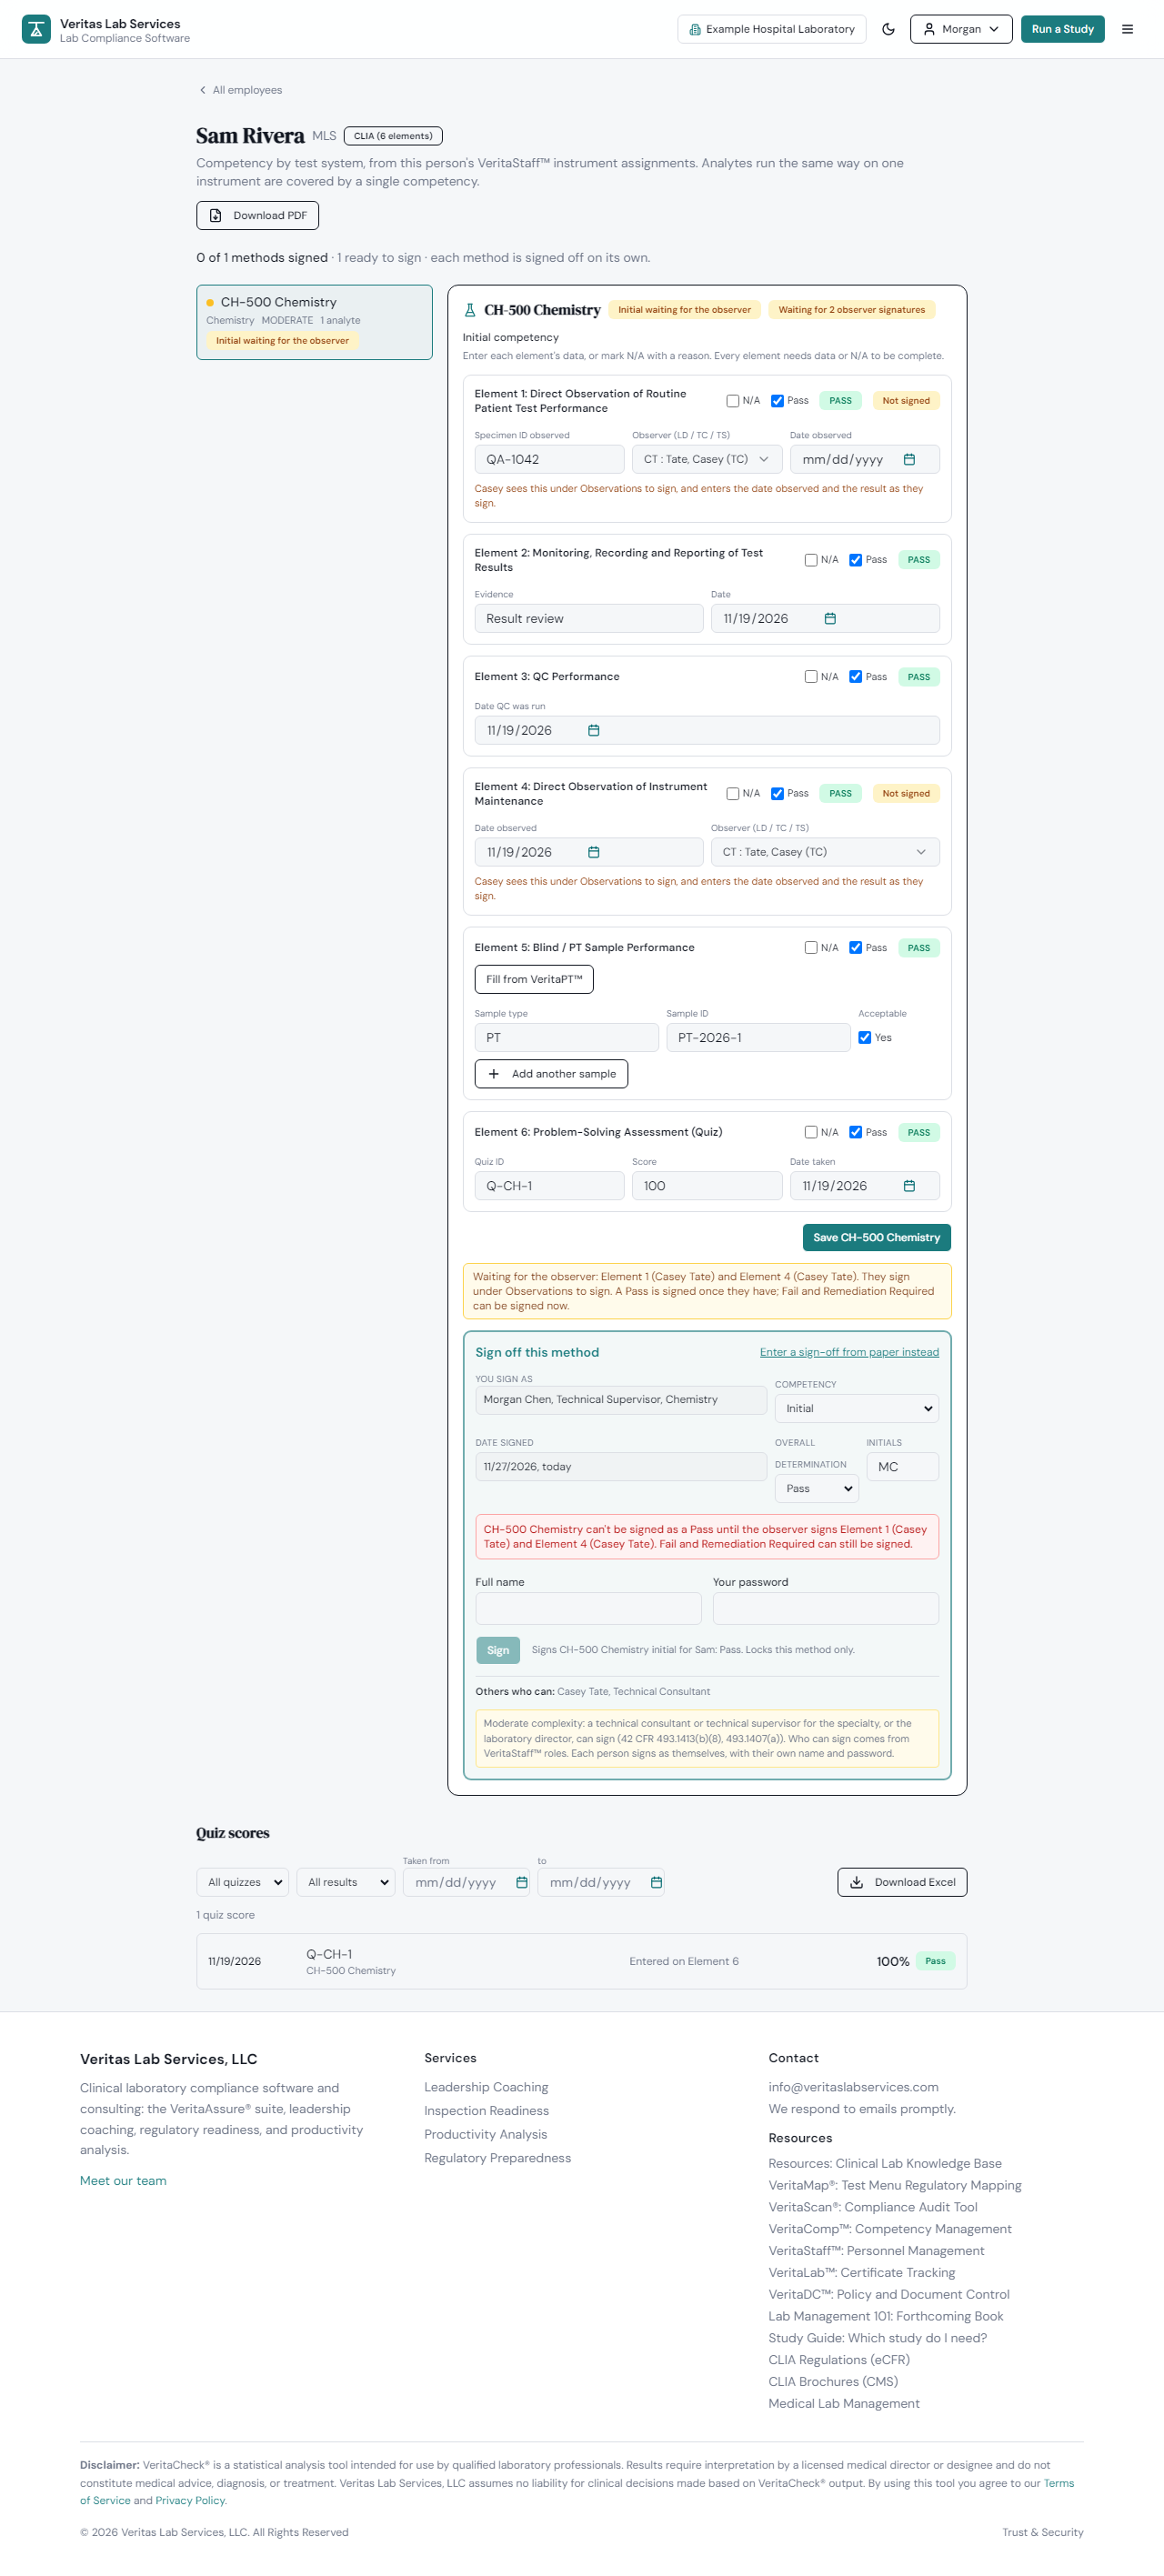 Veritas Lab Services
Lab Compliance Software
Example Hospital Laboratory
Morgan
Run a Study
All employees
Sam Rivera MLS CLIA (6 elements)
Competency by test system, from this person's VeritaStaff™ instrument assignments. Analytes run the same way on one
instrument are covered by a single competency.
Download PDF
0 of 1 methods signed · 1 ready to sign · each method is signed off on its own.
CH-500 Chemistry
Chemistry MODERATE 1 analyte
Initial waiting for the observer
CH-500 Chemistry Initial waiting for the observer Waiting for 2 observer signatures
Initial competency
Enter each element's data, or mark N/A with a reason. Every element needs data or N/A to be complete.
Element 1: Direct Observation of Routine
Patient Test Performance
N/A Pass PASS Not signed
Specimen ID observed Observer (LD / TC / TS) Date observed
QA-1042 CT : Tate, Casey (TC) mm/dd/yyyy
Casey sees this under Observations to sign, and enters the date observed and the result as they
sign.
Element 2: Monitoring, Recording and Reporting of Test
Results
N/A Pass PASS
Evidence Date
Result review 11/19/2026
Element 3: QC Performance N/A Pass PASS
Date QC was run
11/19/2026
Element 4: Direct Observation of Instrument
Maintenance
N/A Pass PASS Not signed
Date observed Observer (LD / TC / TS)
11/19/2026 CT : Tate, Casey (TC)
Casey sees this under Observations to sign, and enters the date observed and the result as they
sign.
Element 5: Blind / PT Sample Performance N/A Pass PASS
Fill from VeritaPT™
Sample type Sample ID Acceptable
PT PT-2026-1 Yes
Add another sample
Element 6: Problem-Solving Assessment (Quiz) N/A Pass PASS
Quiz ID Score Date taken
Q-CH-1 100 11/19/2026
Save CH-500 Chemistry
Waiting for the observer: Element 1 (Casey Tate) and Element 4 (Casey Tate). They sign
under Observations to sign. A Pass is signed once they have; Fail and Remediation Required
can be signed now.
Sign off this method Enter a sign-off from paper instead
YOU SIGN AS COMPETENCY
Morgan Chen, Technical Supervisor, Chemistry Initial
DATE SIGNED OVERALL DETERMINATION INITIALS
11/27/2026, today Pass MC
CH-500 Chemistry can't be signed as a Pass until the observer signs Element 1 (Casey
Tate) and Element 4 (Casey Tate). Fail and Remediation Required can still be signed.
Full name Your password
Sign Signs CH-500 Chemistry initial for Sam: Pass. Locks this method only.
Others who can: Casey Tate, Technical Consultant
Moderate complexity: a technical consultant or technical supervisor for the specialty, or the
laboratory director, can sign (42 CFR 493.1413(b)(8), 493.1407(a)). Who can sign comes from
VeritaStaff™ roles. Each person signs as themselves, with their own name and password.
Quiz scores
Taken from to
All quizzes All results mm/dd/yyyy mm/dd/yyyy Download Excel
1 quiz score
11/19/2026 Q-CH-1 Entered on Element 6 100% Pass
CH-500 Chemistry
Veritas Lab Services, LLC
Clinical laboratory compliance software and
consulting: the VeritaAssure® suite, leadership
coaching, regulatory readiness, and productivity
analysis.
Meet our team
Services
Leadership Coaching
Inspection Readiness
Productivity Analysis
Regulatory Preparedness
Contact
info@veritaslabservices.com
We respond to emails promptly.
Resources
Resources: Clinical Lab Knowledge Base
VeritaMap®: Test Menu Regulatory Mapping
VeritaScan®: Compliance Audit Tool
VeritaComp™: Competency Management
VeritaStaff™: Personnel Management
VeritaLab™: Certificate Tracking
VeritaDC™: Policy and Document Control
Lab Management 101: Forthcoming Book
Study Guide: Which study do I need?
CLIA Regulations (eCFR)
CLIA Brochures (CMS)
Medical Lab Management
Disclaimer: VeritaCheck® is a statistical analysis tool intended for use by qualified laboratory professionals. Results require interpretation by a licensed medical director or designee and do not
constitute medical advice, diagnosis, or treatment. Veritas Lab Services, LLC assumes no liability for clinical decisions made based on VeritaCheck® output. By using this tool you agree to our Terms
of Service and Privacy Policy.
© 2026 Veritas Lab Services, LLC. All Rights Reserved
Trust & Security